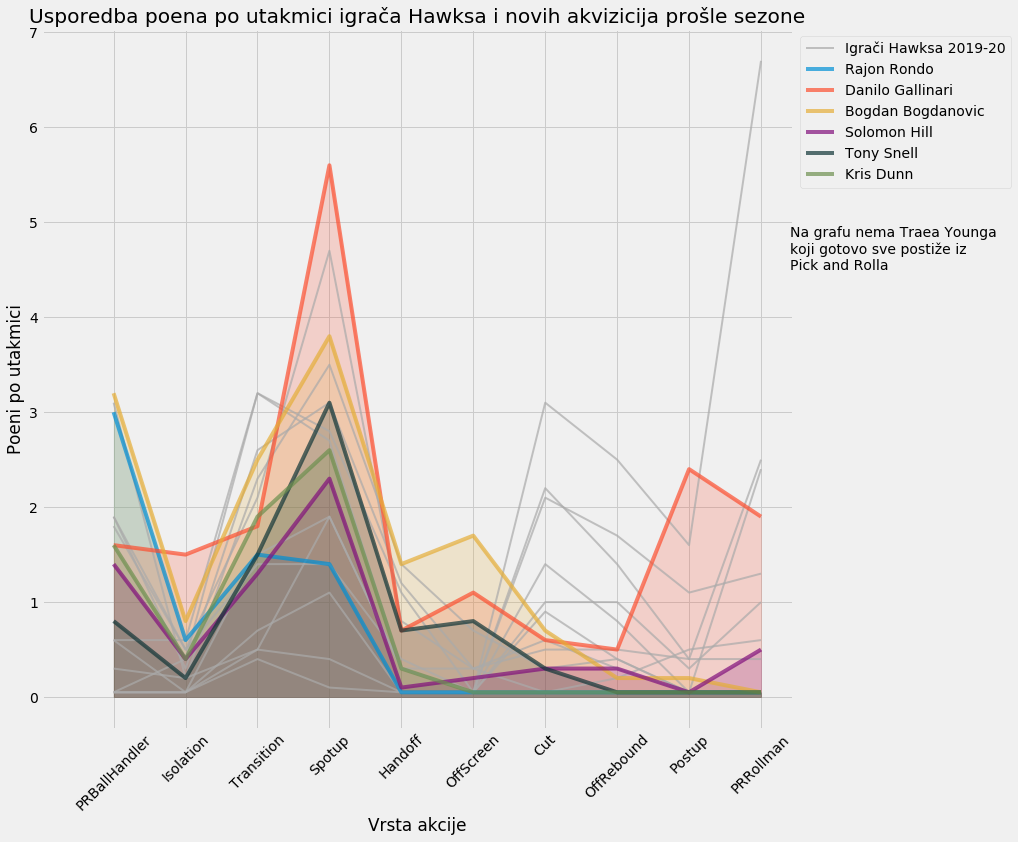 Usporedba poena po utakmici igrača Hawksa i novih akvizicija prošle sezone
Igrači Hawksa 2019-20
Rajon Rondo
Danilo Gallinari
Bogdan Bogdanovic
Solomon Hill
Tony Snell
Kris Dunn
Na grafu nema Traea Younga
koji gotovo sve postiže iz
Pick and Rolla
Poeni po utakmici
7
6
5
4
3
2
1
0
PRBallHandler
Isolation
Transition
Spotup
Handoff
OffScreen
Cut
OffRebound
Postup
PRRollman
Vrsta akcije